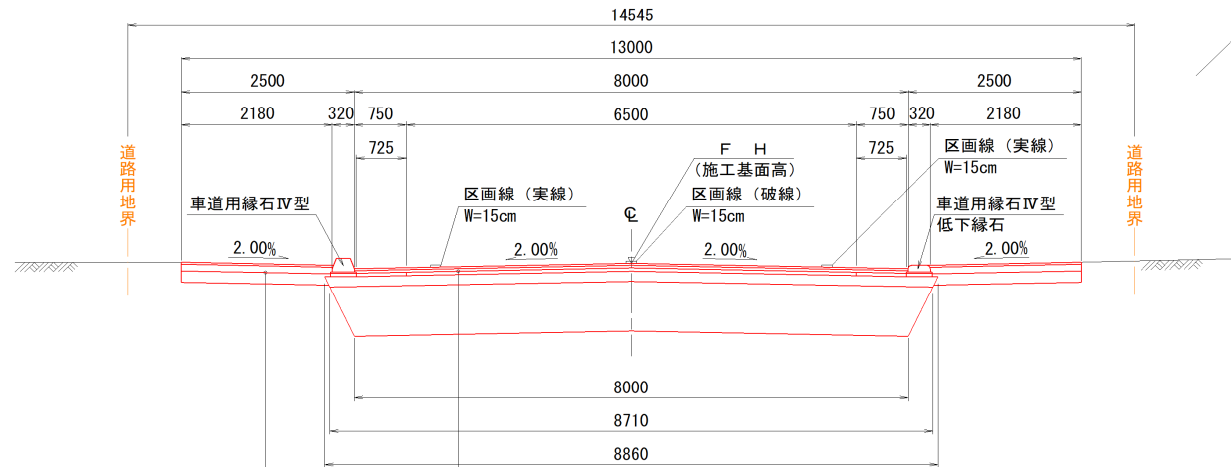 14545
13000
2500
8000
2500
2180
320
750
6500
750
320
2180
725
725
F H
(施工基面高)
区画線 (実線)
W=15cm
道路用地界
車道用縁石Ⅳ型
区画線 (実線)
W=15cm
℄
区画線 (破線)
W=15cm
車道用縁石Ⅳ型
低下縁石
道路用地界
2.00%
2.00%
2.00%
2.00%
8000
8710
8860